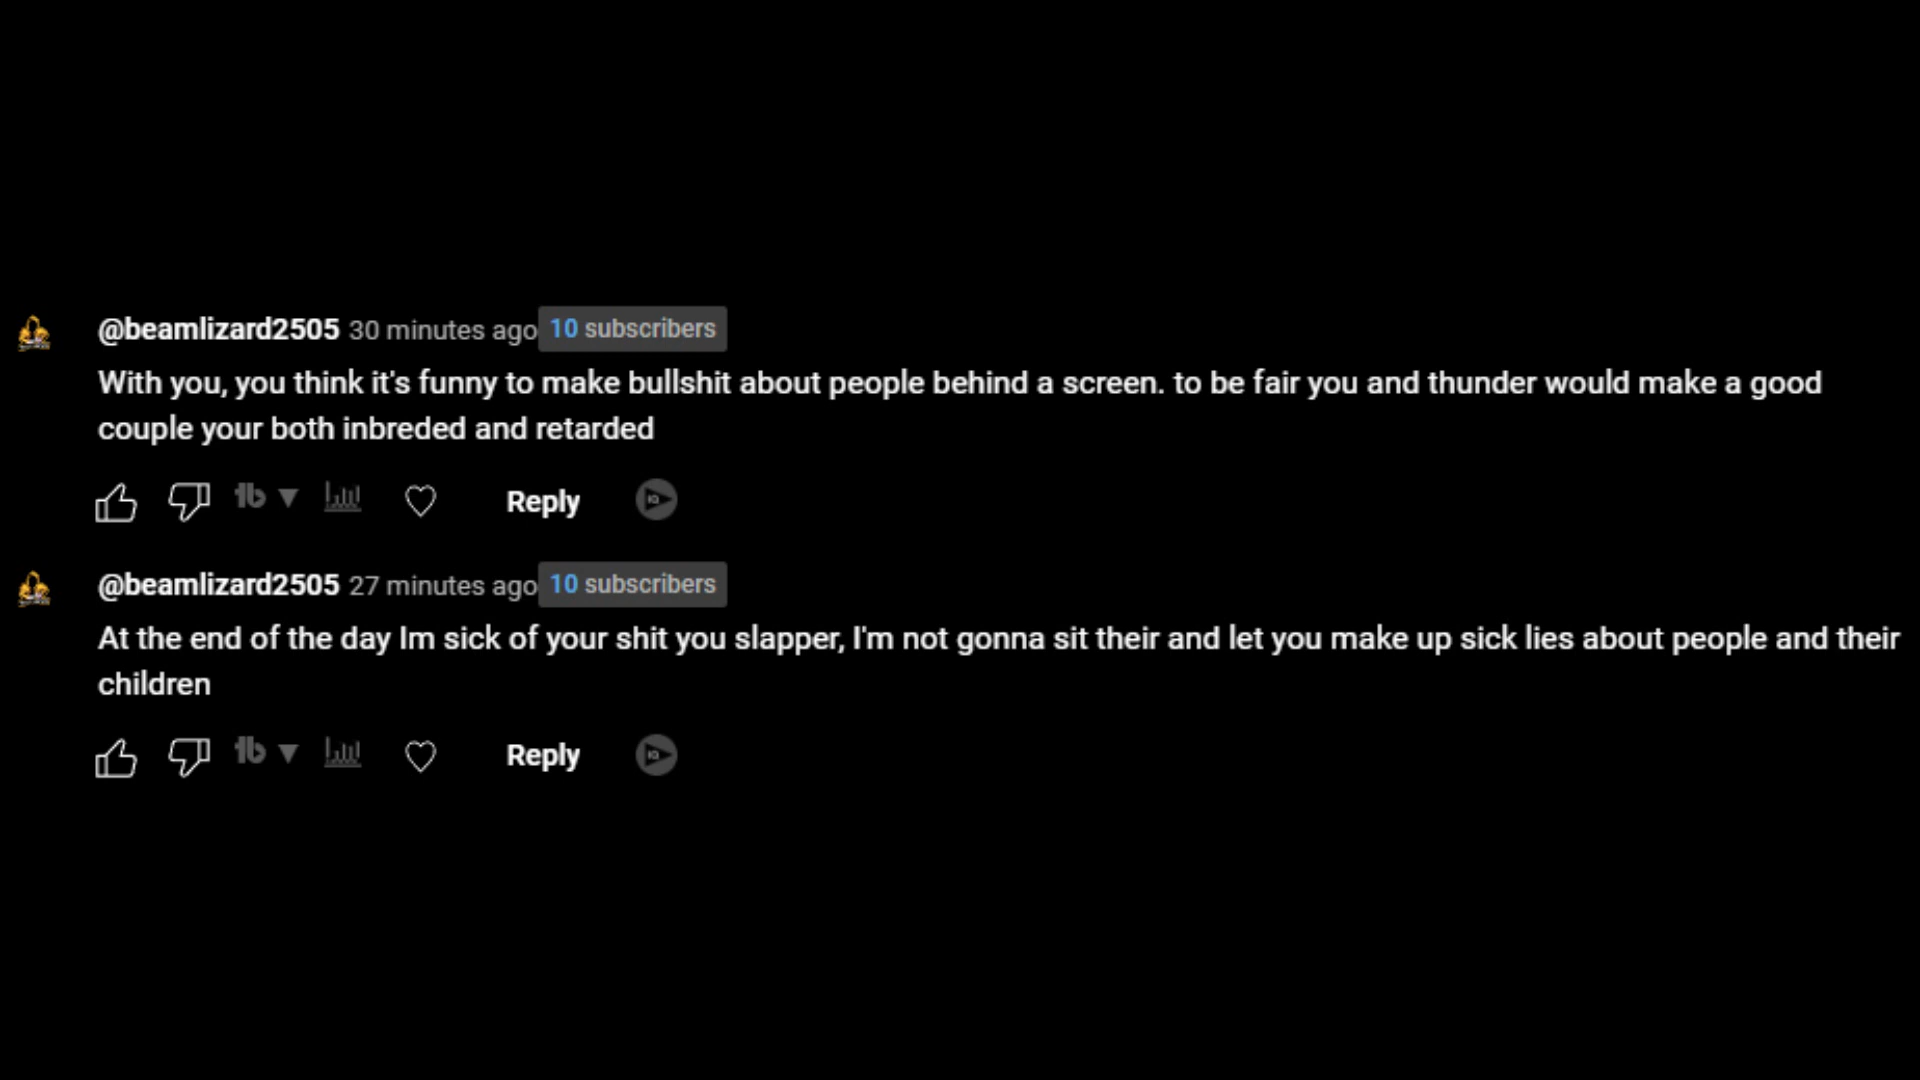 @beamlizard2505 30 minutes ago 10 subscribers
With you, you think it's funny to make bullshit about people behind a screen. to be fair you and thunder would make a good
couple your both inbreded and retarded
Reply
@beamlizard2505 27 minutes ago 10 subscribers
At the end of the day Im sick of your shit you slapper, I'm not gonna sit their and let you make up sick lies about people and their
children
Reply